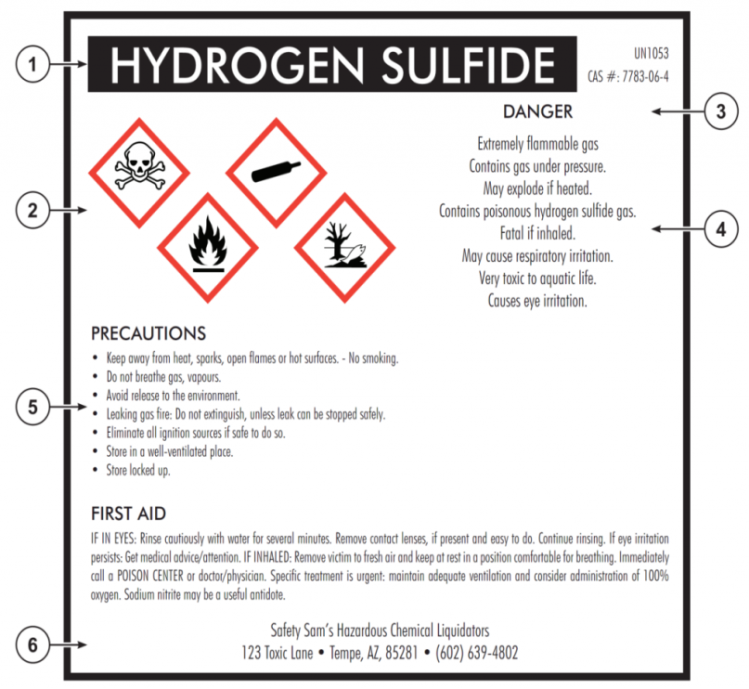 1
HYDROGEN SULFIDE
UN1053
CAS #: 7783-06-4
DANGER
3
2
Extremely flammable gas
Contains gas under pressure.
May explode if heated.
Contains poisonous hydrogen sulfide gas.
Fatal if inhaled.
May cause respiratory irritation.
Very toxic to aquatic life.
Causes eye irritation.
4
PRECAUTIONS
• Keep away from heat, sparks, open flames or hot surfaces. - No smoking.
• Do not breathe gas, vapours.
• Avoid release to the environment.
• Leaking gas fire: Do not extinguish, unless leak can be stopped safely.
• Eliminate all ignition sources if safe to do so.
• Store in a well-ventilated place.
• Store locked up.
5
FIRST AID
IF IN EYES: Rinse cautiously with water for several minutes. Remove contact lenses, if present and easy to do. Continue rinsing. If eye irritation
persists: Get medical advice/attention. IF INHALED: Remove victim to fresh air and keep at rest in a position comfortable for breathing. Immediately
call a POISON CENTER or doctor/physician. Specific treatment is urgent: maintain adequate ventilation and consider administration of 100%
oxygen. Sodium nitrite may be a useful antidote.
6
Safety Sam's Hazardous Chemical Liquidators
123 Toxic Lane • Tempe, AZ, 85281 • (602) 639-4802